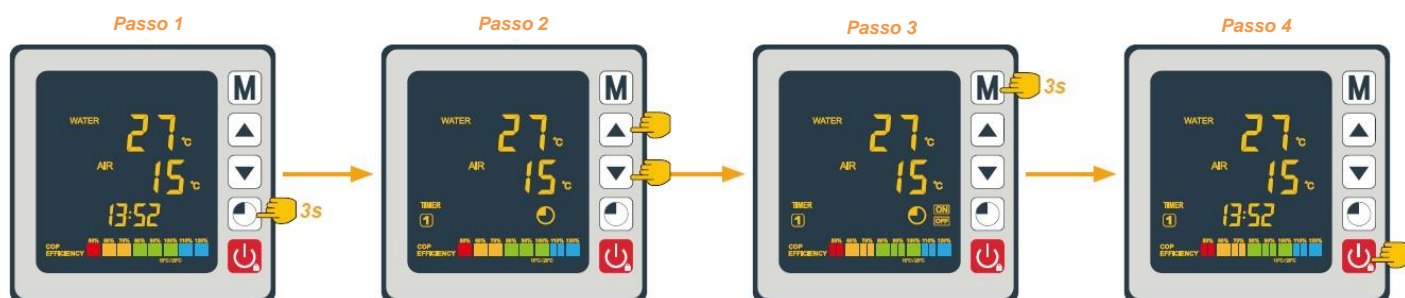 Passo 1
Passo 2
Passo 3
Passo 4
M
WATER
27 °C
AIR
15 °C
13:52
3s
COP
EFFICIENCY
M
WATER
27 °C
AIR
15 °C
TIMER
1
COP
EFFICIENCY
M
3s
WATER
27 °C
AIR
15 °C
TIMER
1
ON
OFF
COP
EFFICIENCY
M
WATER
27 °C
AIR
15 °C
TIMER
1
13:52
COP
EFFICIENCY